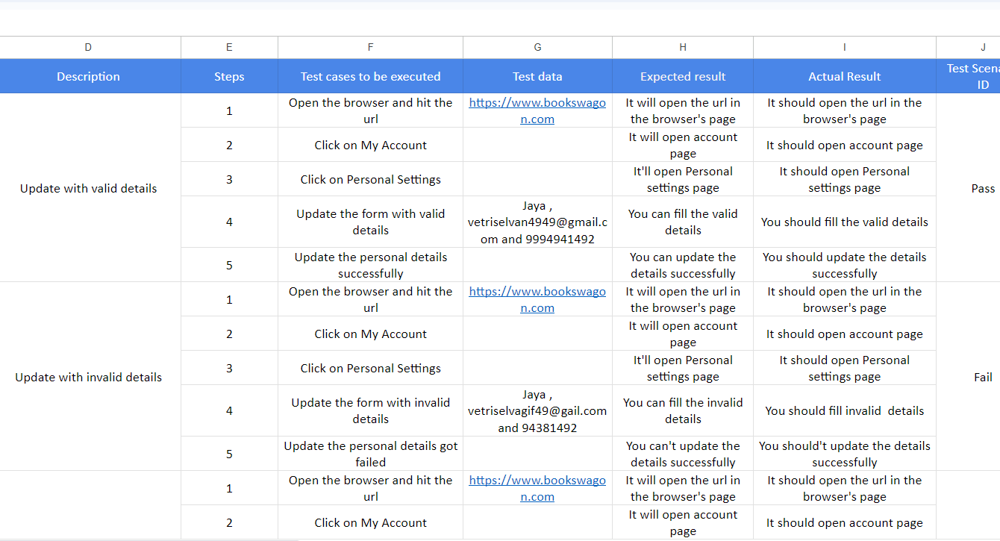 D E F G H I J
Description Steps Test cases to be executed Test data Expected result Actual Result Test Scena
ID
Update with valid details
1
Open the browser and hit the
url
https://www.bookswago
n.com
It will open the url in
the browser's page
It should open the url in the
browser's page
Pass
2
Click on My Account
It will open account
page
It should open account page
3
Click on Personal Settings
It'll open Personal
settings page
It should open Personal
settings page
4
Update the form with valid
details
Jaya ,
vetriselvan4949@gmail.c
om and 9994941492
You can fill the valid
details
You should fill the valid details
5
Update the personal details
successfully
You can update the
details successfully
You should update the details
successfully
Update with invalid details
1
Open the browser and hit the
url
https://www.bookswago
n.com
It will open the url in
the browser's page
It should open the url in the
browser's page
Fail
2
Click on My Account
It will open account
page
It should open account page
3
Click on Personal Settings
It'll open Personal
settings page
It should open Personal
settings page
4
Update the form with invalid
details
Jaya ,
vetriselvagif49@gail.com
and 94381492
You can fill the invalid
details
You should fill invalid  details
5
Update the personal details got
failed
You can't update the
details successfully
You should't update the details
successfully
1
Open the browser and hit the
url
https://www.bookswago
n.com
It will open the url in
the browser's page
It should open the url in the
browser's page
2
Click on My Account
It will open account
page
It should open account page